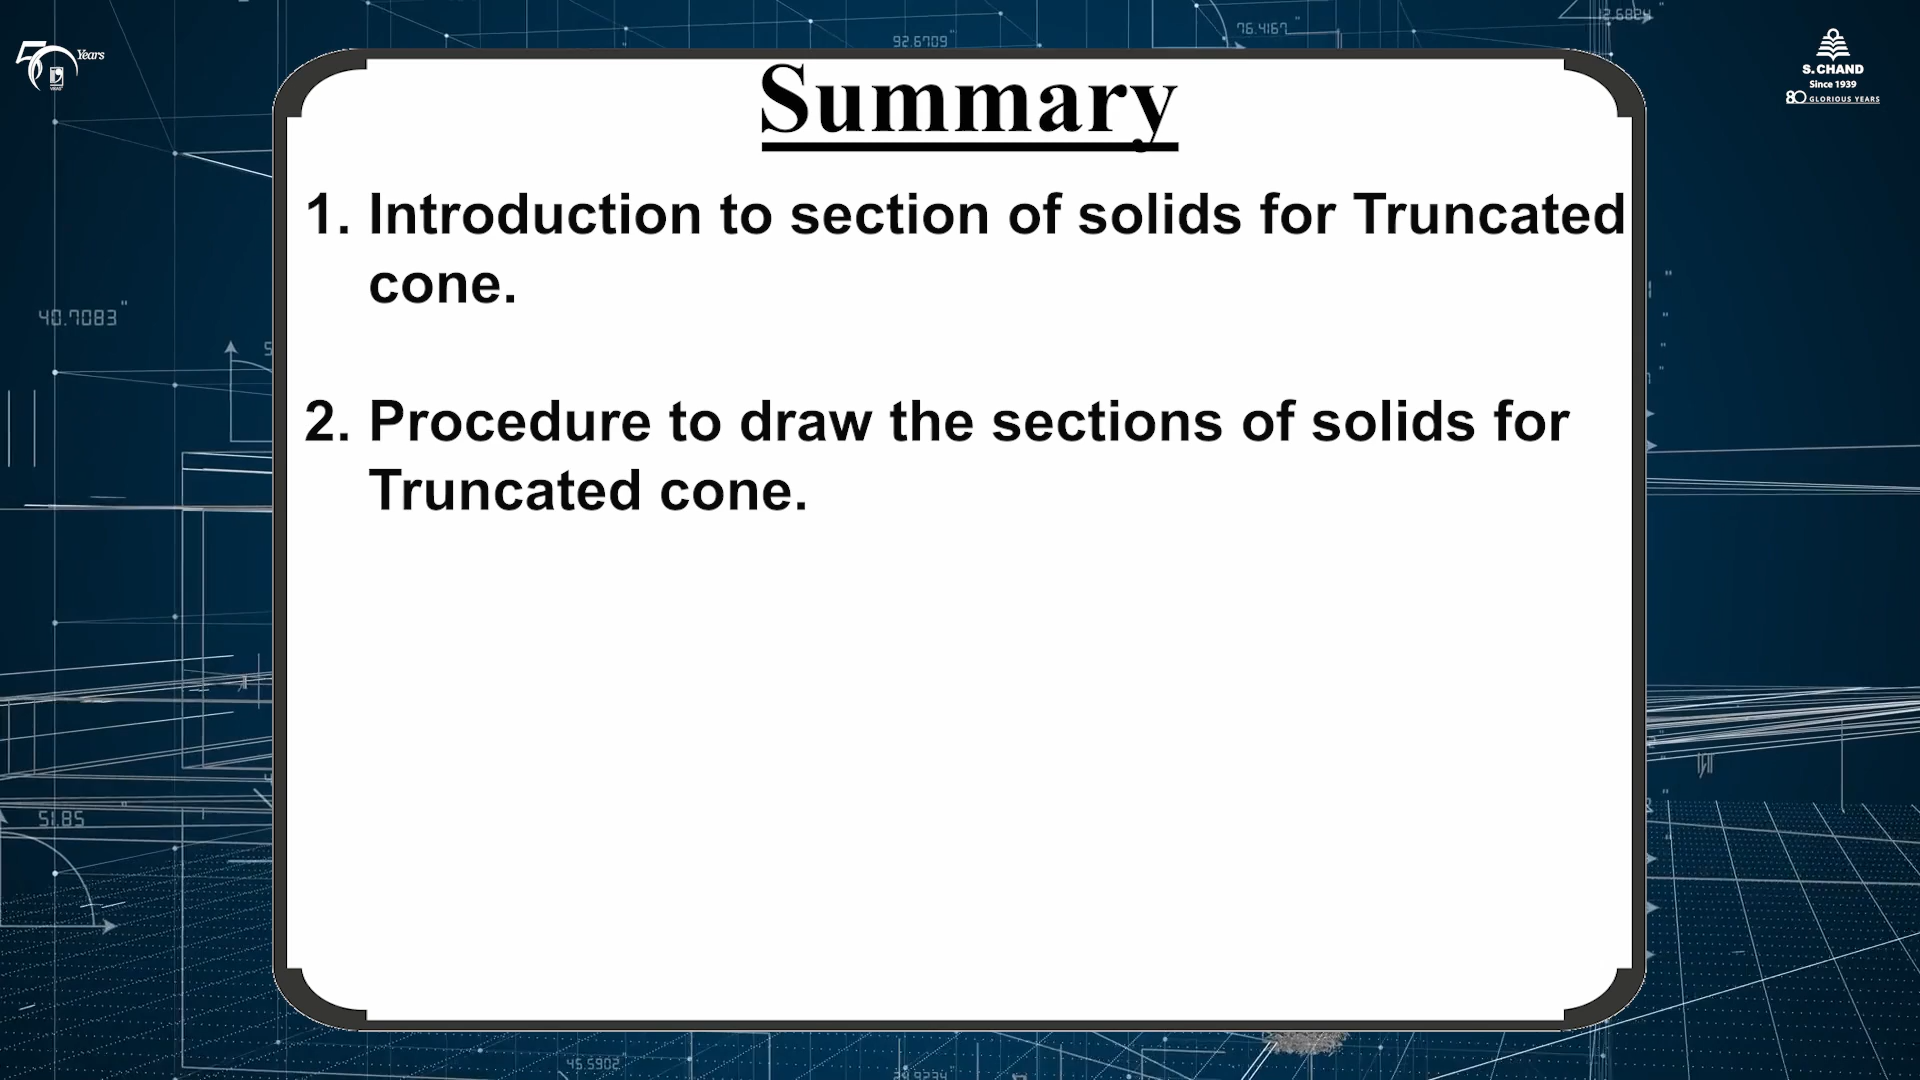 92.6709"
76.4167"
50 Years
S. CHAND
Since 1939
80 GLORIOUS YEARS
Summary
1. Introduction to section of solids for Truncated
cone.
40.7083"
2. Procedure to draw the sections of solids for
Truncated cone.
51.85"
45.5902